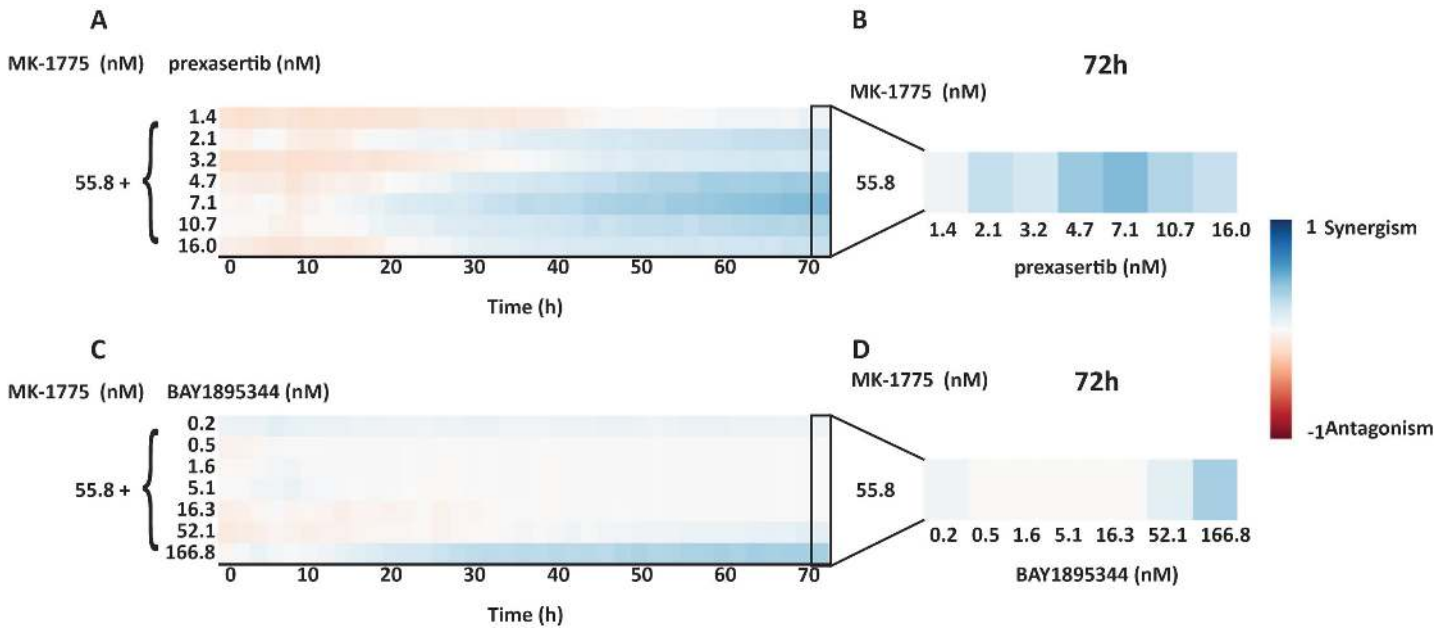 A
MK-1775 (nM) prexasertib (nM)
1.4
2.1
3.2
4.7
55.8 +
7.1
10.7
16.0
0 10 20 30 40 50 60 70
Time (h)
B
72h
MK-1775 (nM)
55.8
1.4 2.1 3.2 4.7 7.1 10.7 16.0
prexasertib (nM)
1 Synergism
-1 Antagonism
C
MK-1775 (nM) BAY1895344 (nM)
0.2
0.5
1.6
5.1
55.8 +
16.3
52.1
166.8
0 10 20 30 40 50 60 70
Time (h)
D
MK-1775 (nM) 72h
55.8
0.2 0.5 1.6 5.1 16.3 52.1 166.8
BAY1895344 (nM)